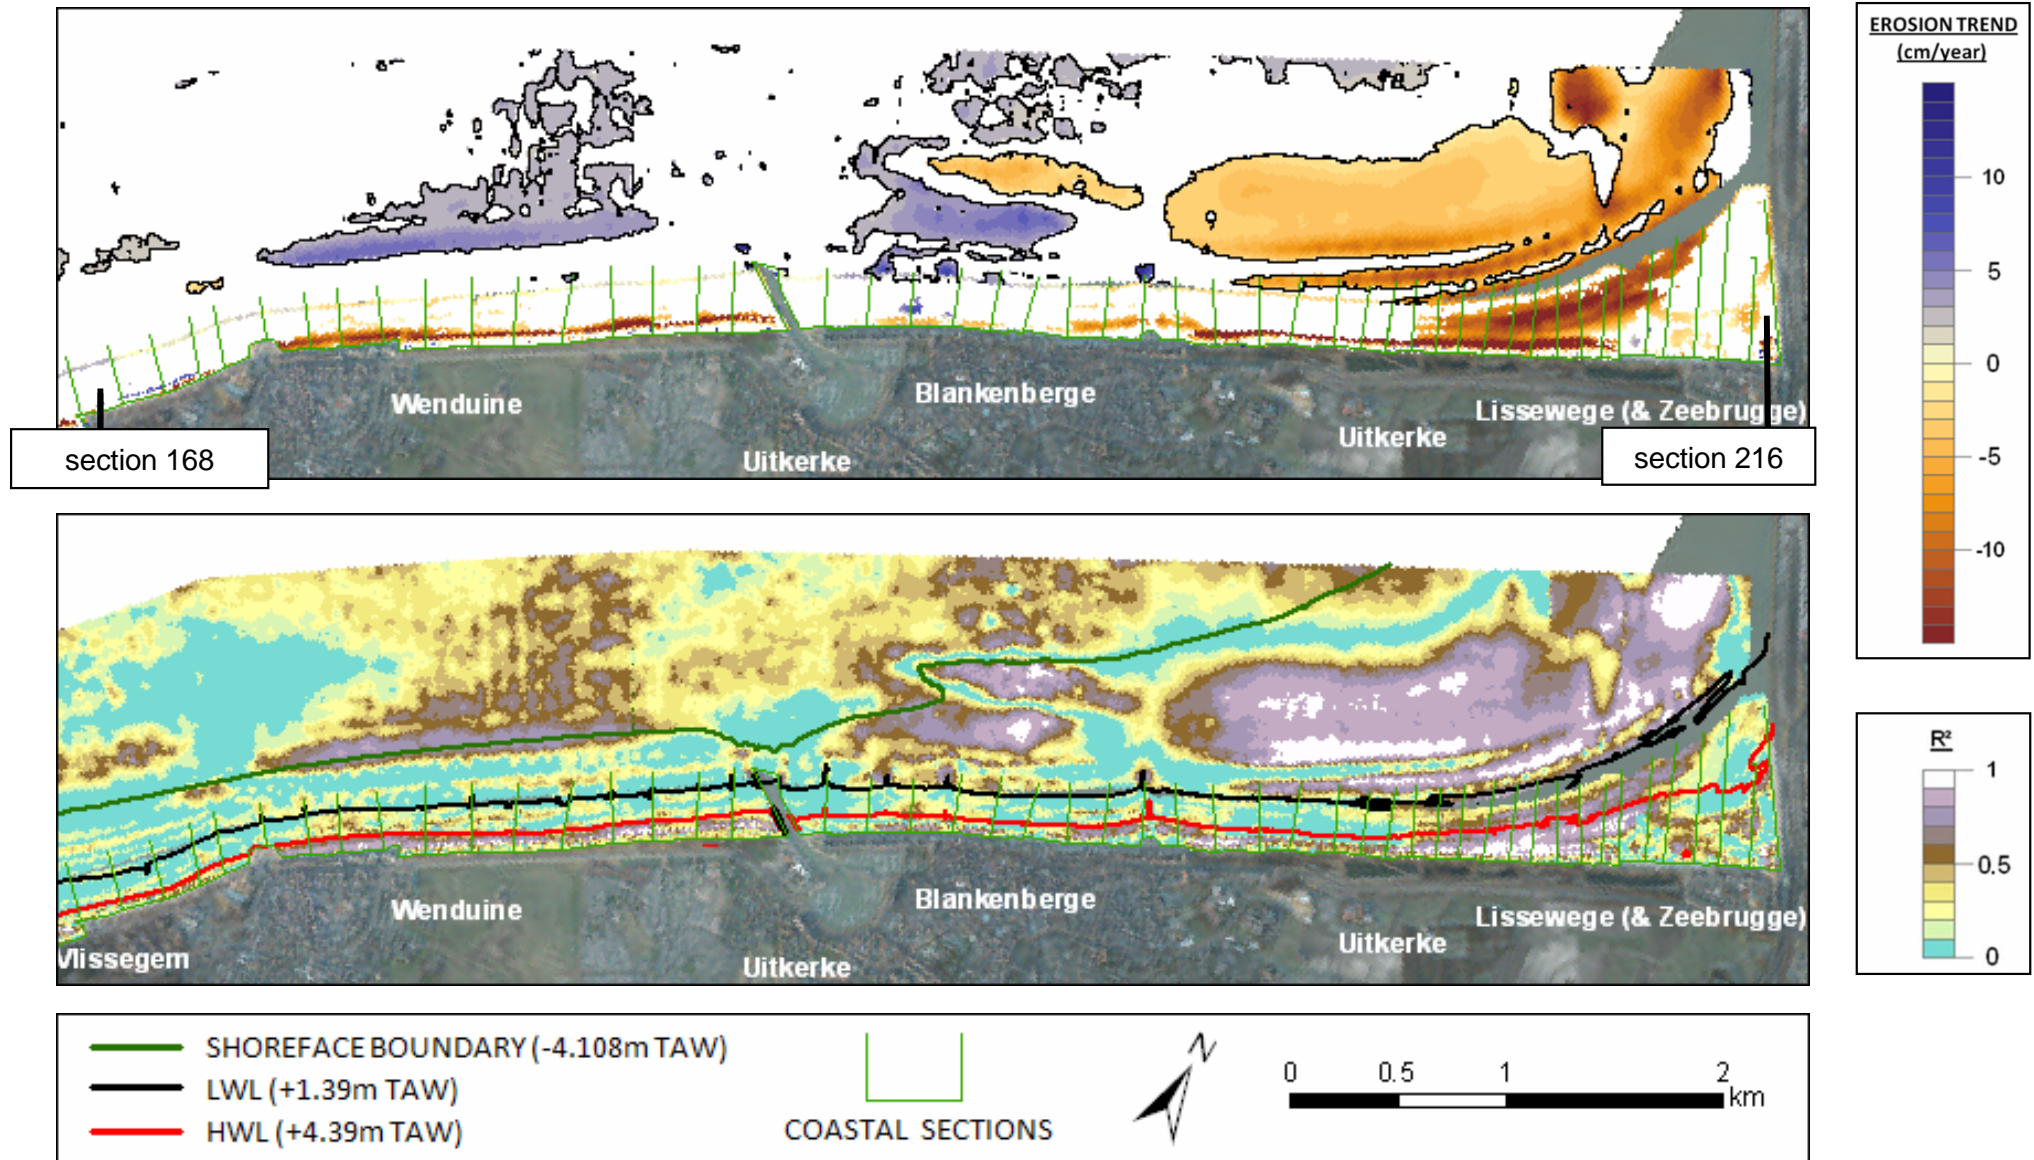 EROSION TREND
(cm/year)
10
5
0
-5
-10
Wenduine
Blankenberge
Lissewege (& Zeebrugge)
Uitkerke
Uitkerke
section 168
section 216
R²
1
0.5
0
Wenduine
Blankenberge
Lissewege (& Zeebrugge)
Uitkerke
Vlissegem
Uitkerke
SHOREFACE BOUNDARY (-4.108m TAW)
LWL (+1.39m TAW)
HWL (+4.39m TAW)
COASTAL SECTIONS
N
0 0.5 1 2
km